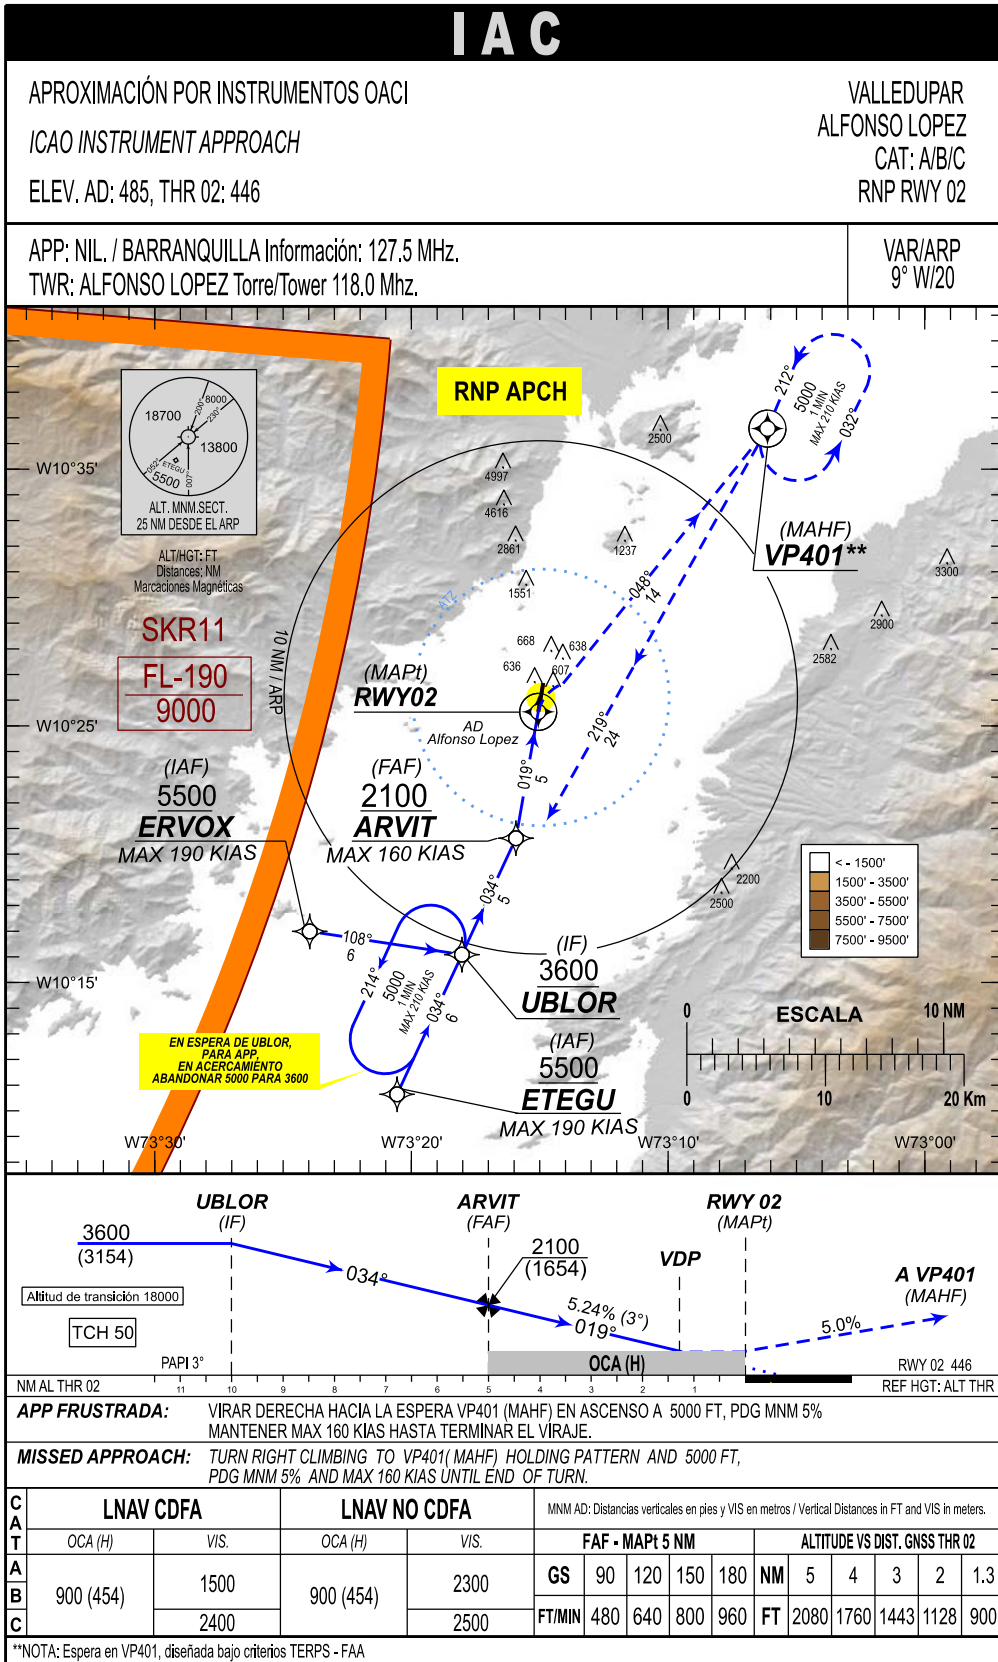 IAC
APROXIMACIÓN POR INSTRUMENTOS OACI
ICAO INSTRUMENT APPROACH
ELEV. AD: 485, THR 02: 446
VALLEDUPAR
ALFONSO LOPEZ
CAT: A/B/C
RNP RWY 02
APP: NIL. / BARRANQUILLA Información: 127.5 MHz.
TWR: ALFONSO LOPEZ Torre/Tower 118.0 Mhz.
VAR/ARP
9° W/20
RNP APCH
18700
8000
200°
230°
13800
052°
ETEGU
5500
007°
ALT. MNM.SECT.
25 NM DESDE EL ARP
ALT/HGT: FT
Distances: NM
Marcaciones Magnéticas
SKR11
FL-190
9000
W10°35'
W10°25'
W10°15'
W73°30'
W73°20'
W73°10'
W73°00'
212°
5000
1 MIN
MAX 210 KIAS
032°
2500
4997
4616
2861
1237
1551
3300
2900
2582
668
638
636
607
2200
2500
(MAHF)
VP401**
048°
14
219°
24
ATZ
10 NM / ARP
(MAPt)
RWY02
AD
Alfonso Lopez
(IAF)
5500
ERVOX
MAX 190 KIAS
(FAF)
2100
ARVIT
MAX 160 KIAS
019°
5
034°
5
108°
6
214°
5000
1 MIN
MAX 210 KIAS
034°
6
(IF)
3600
UBLOR
(IAF)
5500
ETEGU
MAX 190 KIAS
EN ESPERA DE UBLOR,
PARA APP,
EN ACERCAMIENTO
ABANDONAR 5000 PARA 3600
< - 1500'
1500' - 3500'
3500' - 5500'
5500' - 7500'
7500' - 9500'
0 ESCALA 10 NM
0 10 20 Km
UBLOR
(IF)
ARVIT
(FAF)
RWY 02
(MAPt)
3600
(3154)
034°
2100
(1654)
VDP
A VP401
(MAHF)
Altitud de transición 18000
TCH 50
5.24% (3°)
019°
5.0%
PAPI 3°
OCA (H)
RWY 02 446
NM AL THR 02
11 10 9 8 7 6 5 4 3 2 1
REF HGT: ALT THR
APP FRUSTRADA: VIRAR DERECHA HACIA LA ESPERA VP401 (MAHF) EN ASCENSO A 5000 FT, PDG MNM 5%
MANTENER MAX 160 KIAS HASTA TERMINAR EL VIRAJE.
MISSED APPROACH: TURN RIGHT CLIMBING TO VP401( MAHF) HOLDING PATTERN AND 5000 FT,
PDG MNM 5% AND MAX 160 KIAS UNTIL END OF TURN.
CAT
LNAV CDFA
LNAV NO CDFA
MNM AD: Distancias verticales en pies y VIS en metros / Vertical Distances in FT and VIS in meters.
OCA (H) VIS. OCA (H) VIS.
FAF - MAPt 5 NM
ALTITUDE VS DIST. GNSS THR 02
A
B
C
900 (454)
1500
2400
900 (454)
2300
2500
GS 90 120 150 180 NM 5 4 3 2 1.3
FT/MIN 480 640 800 960 FT 2080 1760 1443 1128 900
**NOTA: Espera en VP401, diseñada bajo criterios TERPS - FAA